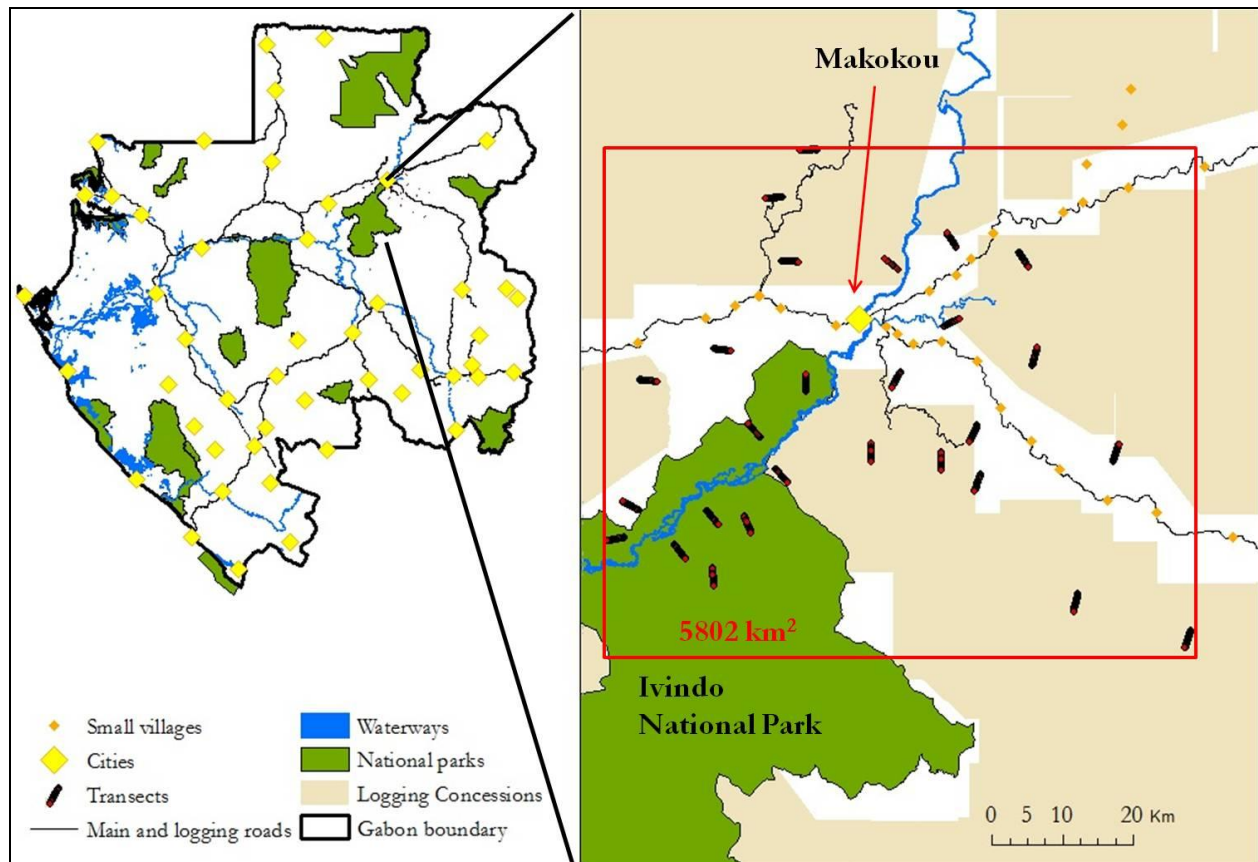 Makokou
5802 km²
Ivindo
National Park
Small villages
Cities
Transects
Main and logging roads
Waterways
National parks
Logging Concessions
Gabon boundary
0 5 10 20 Km